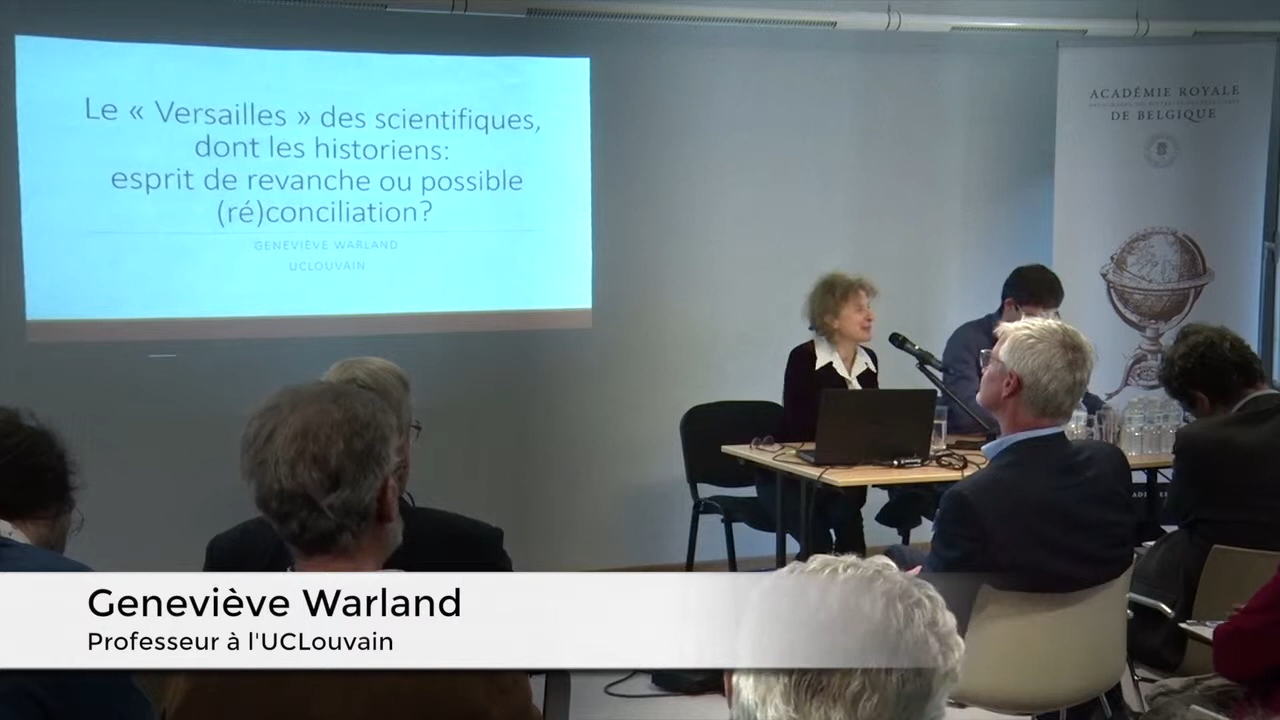 Le « Versailles » des scientifiques,
dont les historiens:
esprit de revanche ou possible
(ré)conciliation?
GENEVIÈVE WARLAND
UCLOUVAIN
ACADÉMIE ROYALE
DE BELGIQUE
Geneviève Warland
Professeur à l'UCLouvain